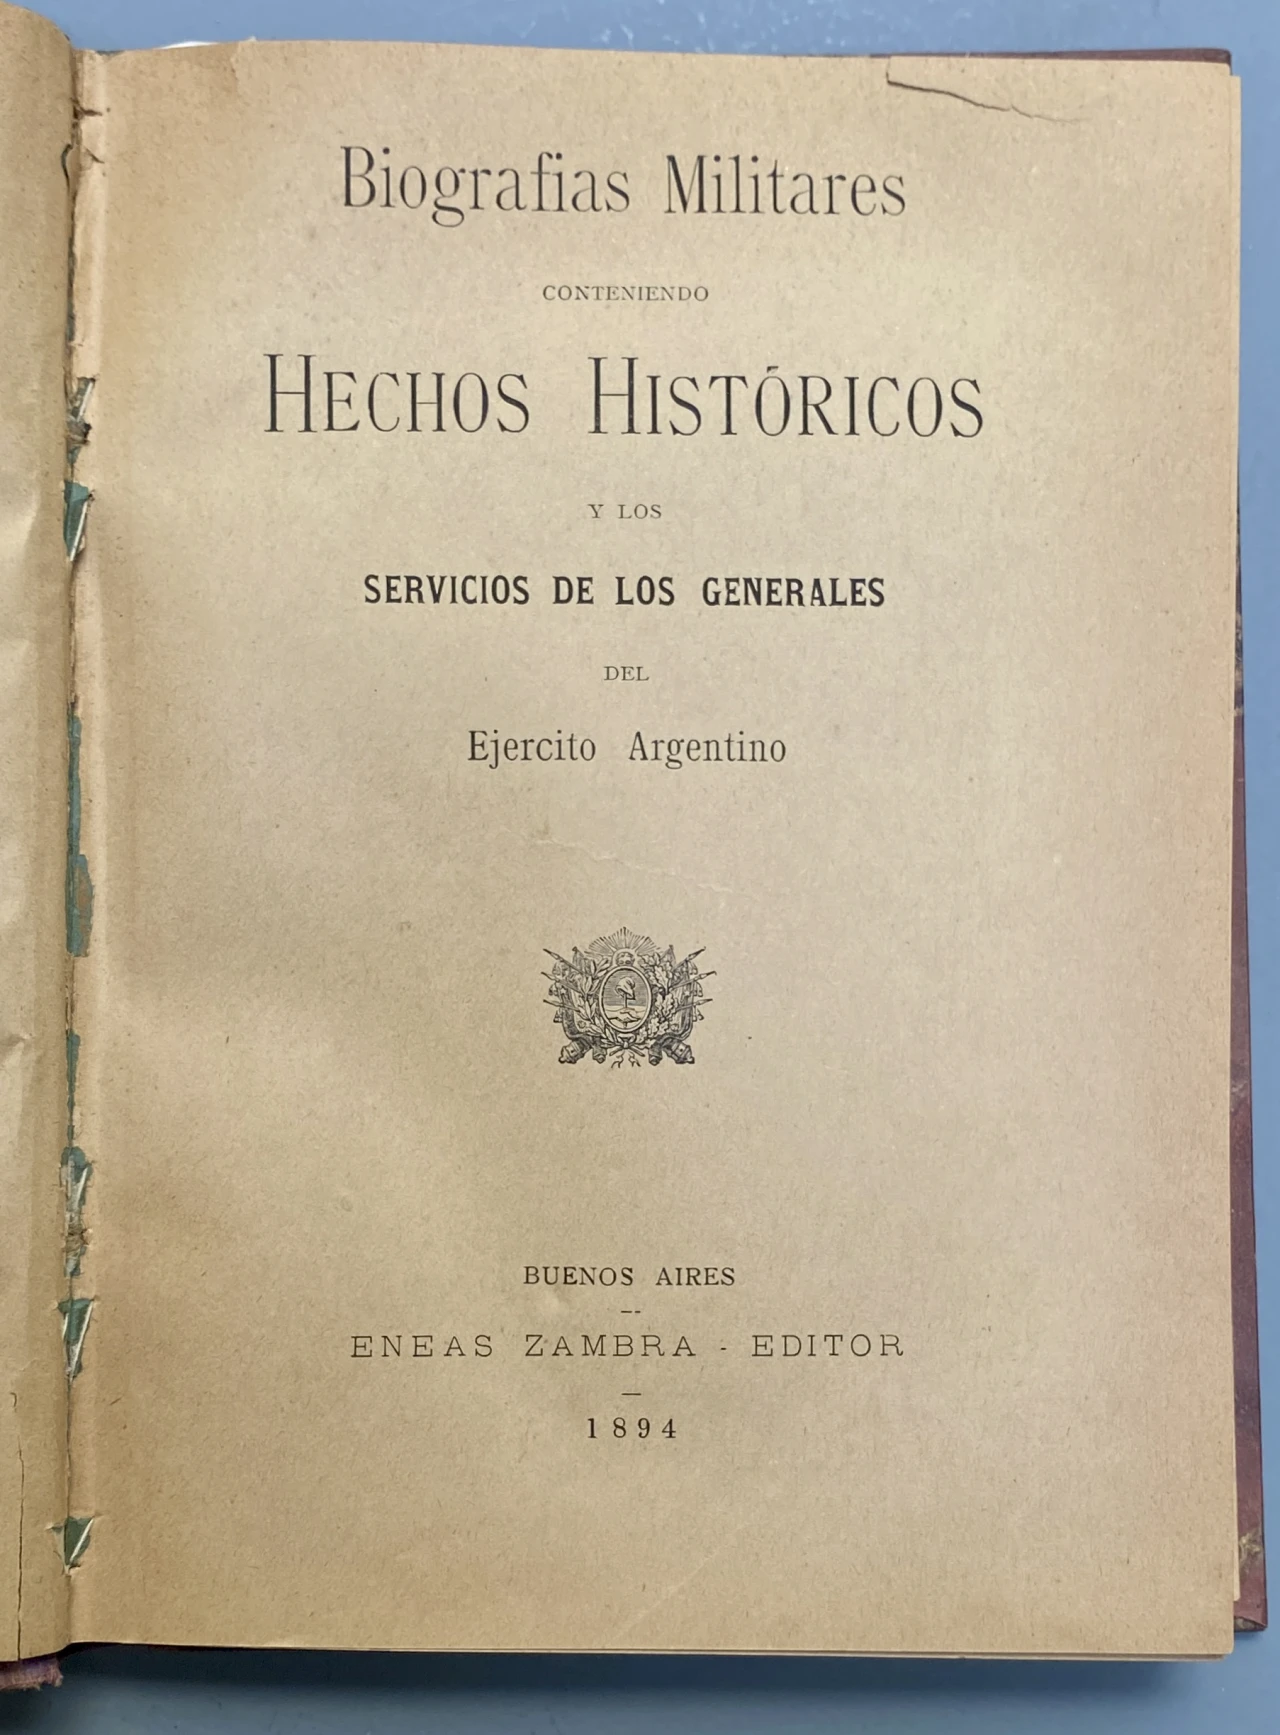 Biografias Militares
CONTENIENDO
HECHOS HISTÓRICOS
Y LOS
SERVICIOS DE LOS GENERALES
DEL
Ejercito Argentino
BUENOS AIRES
ENEAS ZAMBRA - EDITOR
1894